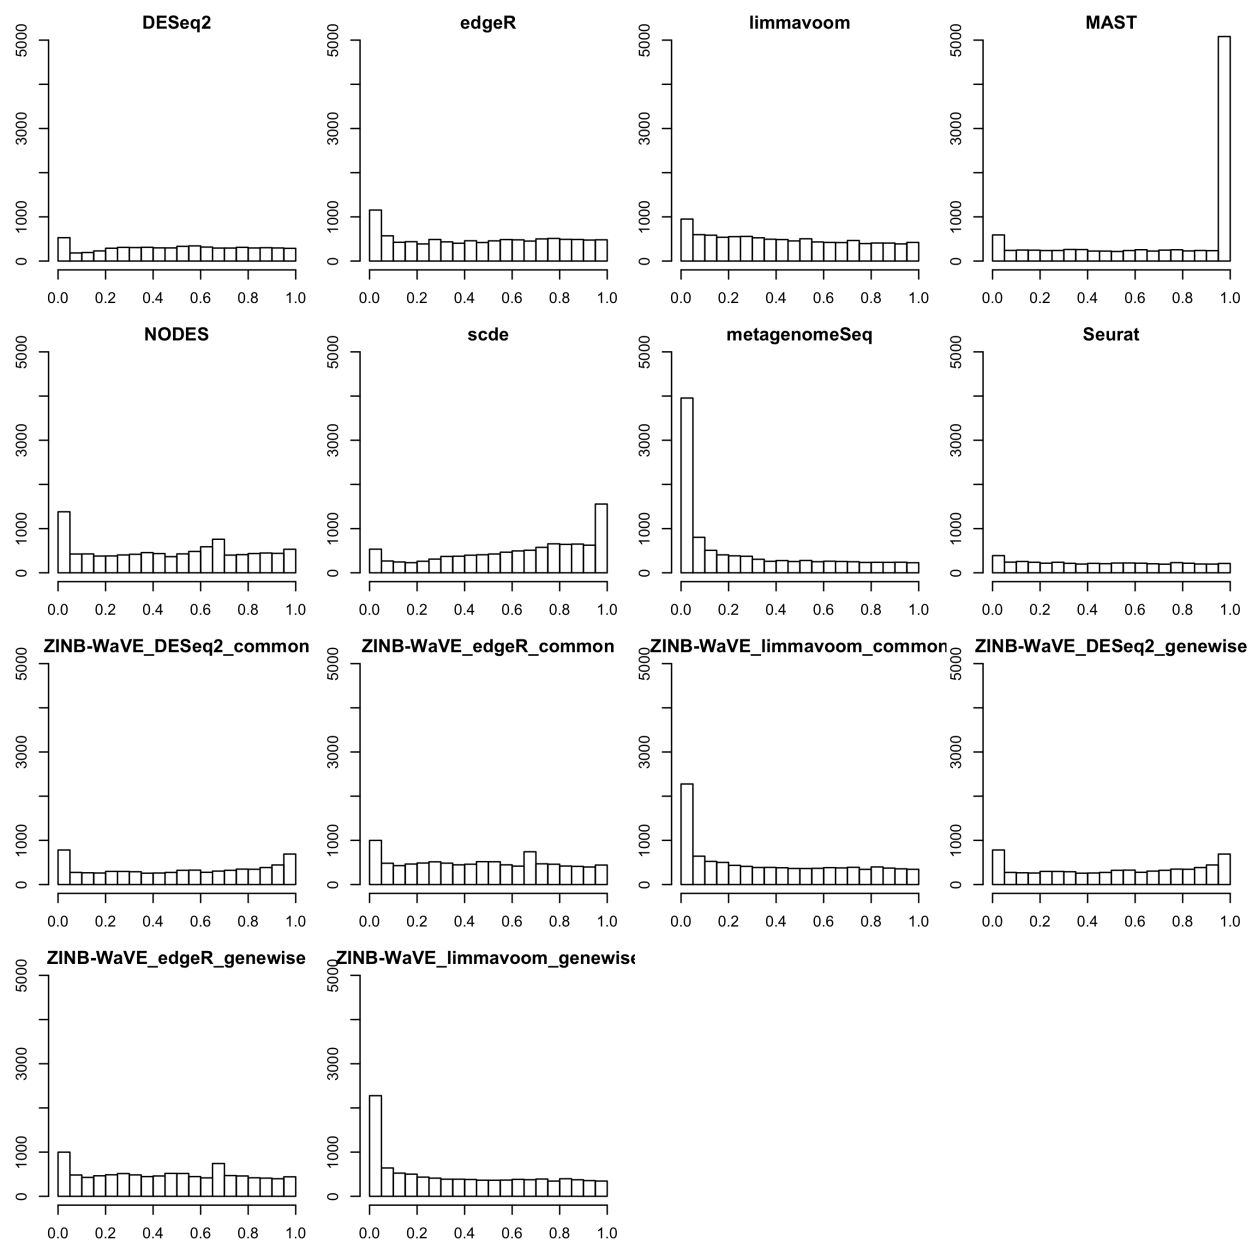 DESeq2
5000
3000
1000
0
0.0 0.2 0.4 0.6 0.8 1.0
edgeR
5000
3000
1000
0
0.0 0.2 0.4 0.6 0.8 1.0
limmavoom
5000
3000
1000
0
0.0 0.2 0.4 0.6 0.8 1.0
MAST
5000
3000
1000
0
0.0 0.2 0.4 0.6 0.8 1.0
NODES
5000
3000
1000
0
0.0 0.2 0.4 0.6 0.8 1.0
scde
5000
3000
1000
0
0.0 0.2 0.4 0.6 0.8 1.0
metagenomeSeq
5000
3000
1000
0
0.0 0.2 0.4 0.6 0.8 1.0
Seurat
5000
3000
1000
0
0.0 0.2 0.4 0.6 0.8 1.0
ZINB-WaVE_DESeq2_common
5000
3000
1000
0
0.0 0.2 0.4 0.6 0.8 1.0
ZINB-WaVE_edgeR_common
5000
3000
1000
0
0.0 0.2 0.4 0.6 0.8 1.0
ZINB-WaVE_limmavoom_common
5000
3000
1000
0
0.0 0.2 0.4 0.6 0.8 1.0
ZINB-WaVE_DESeq2_genewise
5000
3000
1000
0
0.0 0.2 0.4 0.6 0.8 1.0
ZINB-WaVE_edgeR_genewise
5000
3000
1000
0
0.0 0.2 0.4 0.6 0.8 1.0
ZINB-WaVE_limmavoom_genewise
5000
3000
1000
0
0.0 0.2 0.4 0.6 0.8 1.0